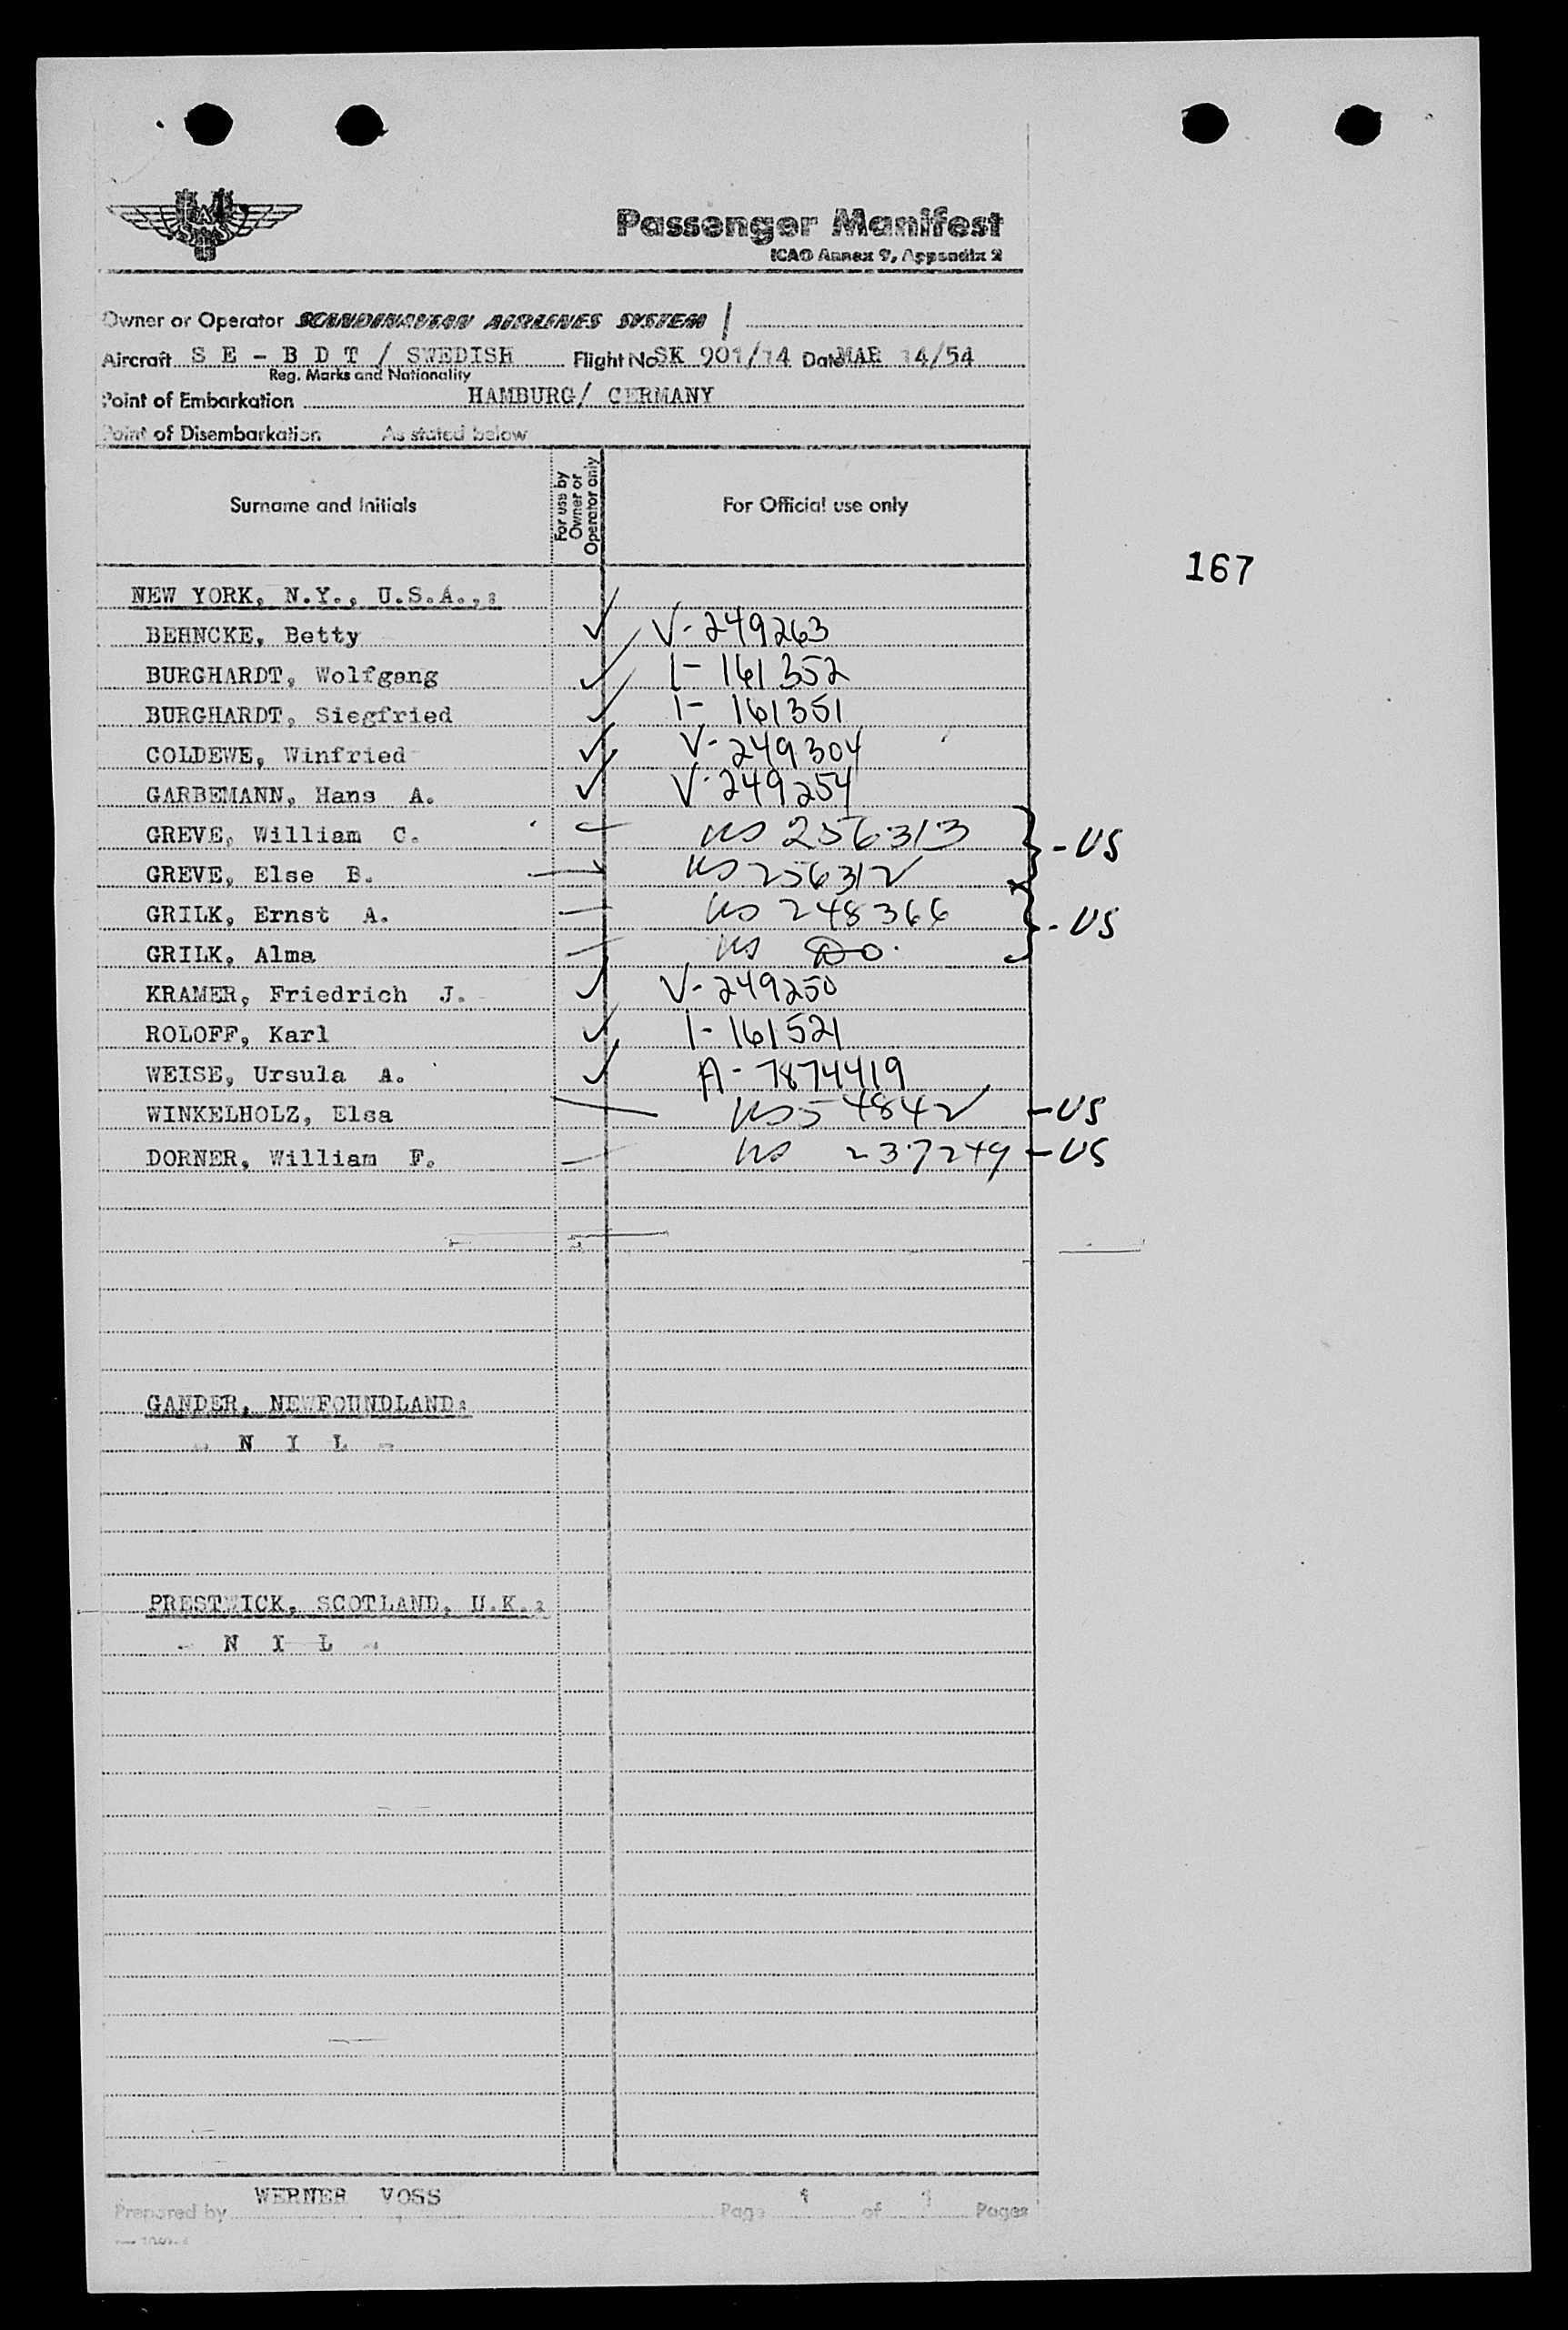 SAS
Passenger Manifest
ICAO Annex 9, Appendix 2
Owner or Operator SCANDINAVIAN AIRLINES SYSTEM /
Aircraft S E - B D T / SWEDISH Flight No SK 901/14 Date MAR 14/54
Reg. Marks and Nationality
Point of Embarkation HAMBURG/ GERMANY
Point of Disembarkation As stated below
Surname and Initials For use by Owner or Operator only For Official use only
167
NEW YORK, N.Y., U.S.A.,:
BEHNCKE, Betty ✓ V-249263
BURGHARDT, Wolfgang ✓ I-161352
BURGHARDT, Siegfried ✓ I-161351
COLDEWE, Winfried ✓ V-249304
GARBEMANN, Hans A. ✓ V-249254
GREVE, William C. US 256313 } - US
GREVE, Else B. US 256312
GRILK, Ernst A. US 248366 } - US
GRILK, Alma US Do.
KRAMER, Friedrich J. ✓ V-249250
ROLOFF, Karl ✓ I-161521
WEISE, Ursula A. ✓ A-7874419
WINKELHOLZ, Elsa US 54842 - US
DORNER, William F. US 237249 - US
GANDER, NEWFOUNDLAND:
- N I L -
PRESTWICK, SCOTLAND, U.K.:
- N I L -
Prepared by WERNER VOSS Page 1 of 1 Pages